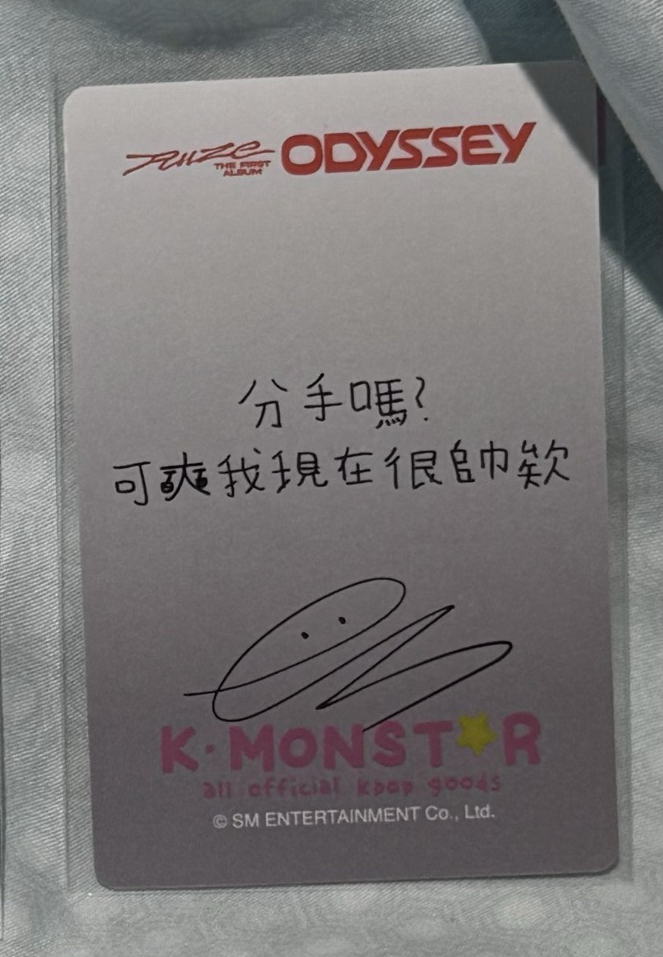 RIIZE THE FIRST ALBUM ODYSSEY
分手嗎?
可爽我現在很帥欸
K·MONST★R
all official kpop goods
© SM ENTERTAINMENT Co., Ltd.